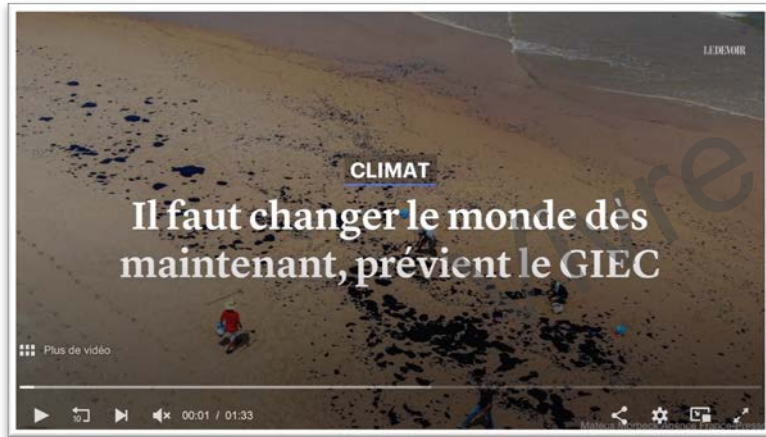 LE DEVOIR
CLIMAT
Il faut changer le monde dès
maintenant, prévient le GIEC
Plus de vidéo
10
00:01 / 01:33